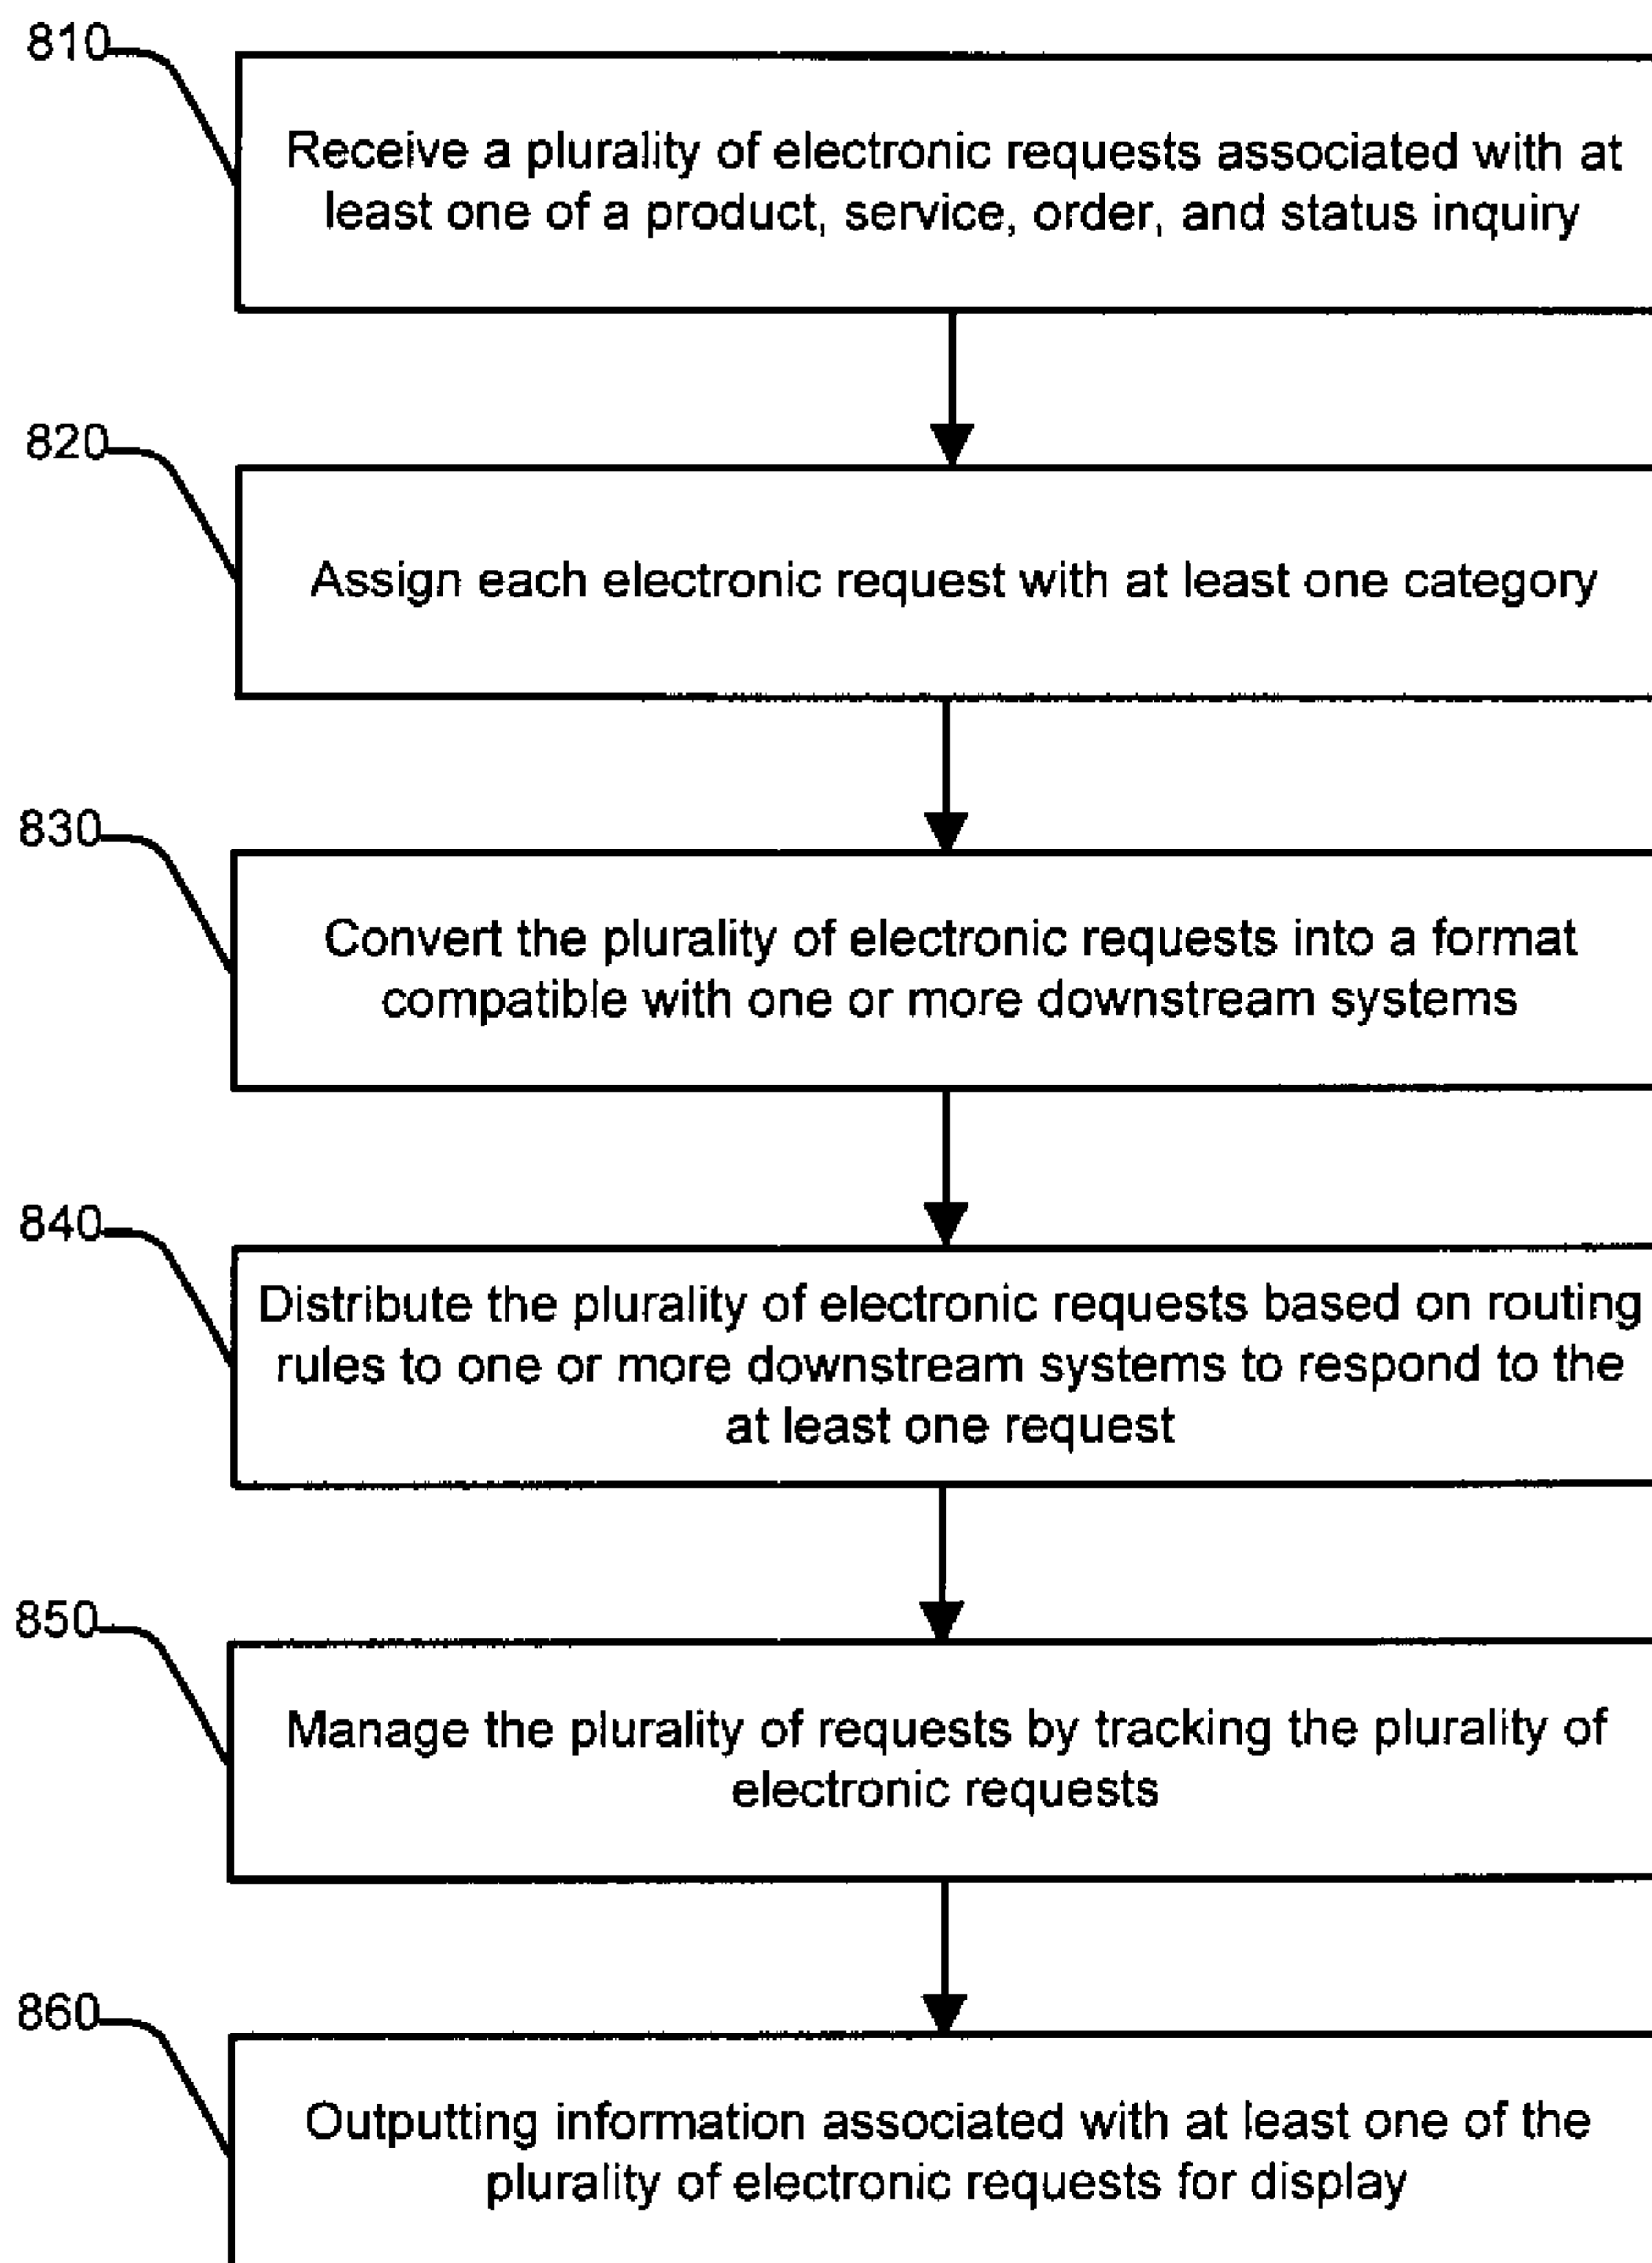 810
Receive a plurality of electronic requests associated with at
least one of a product, service, order, and status inquiry
820
Assign each electronic request with at least one category
830
Convert the plurality of electronic requests into a format
compatible with one or more downstream systems
840
Distribute the plurality of electronic requests based on routing
rules to one or more downstream systems to respond to the
at least one request
850
Manage the plurality of requests by tracking the plurality of
electronic requests
860
Outputting information associated with at least one of the
plurality of electronic requests for display